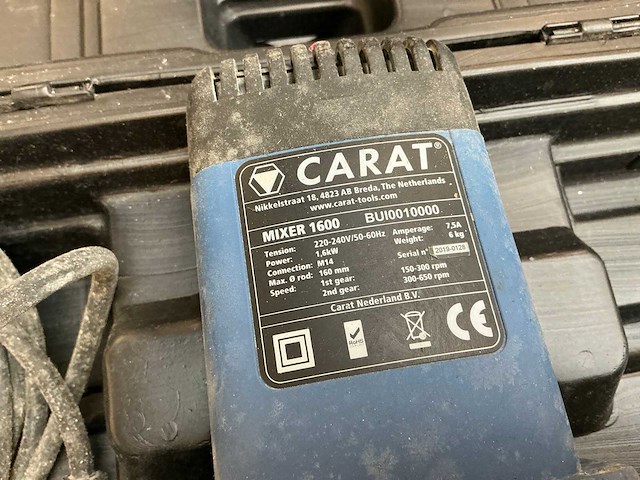 CARAT®
Nikkelstraat 18, 4823 AB Breda, The Netherlands
www.carat-tools.com
MIXER 1600 BUI0010000
Tension: 220-240V/50-60Hz Amperage: 7,5A
Power: 1.6kW Weight: 6 kg
Connection: M14 Serial n° 2019-0128
Max. Ø rod: 160 mm
Speed: 1st gear: 150-300 rpm
2nd gear: 300-650 rpm
Carat Nederland B.V.
RoHS
CE